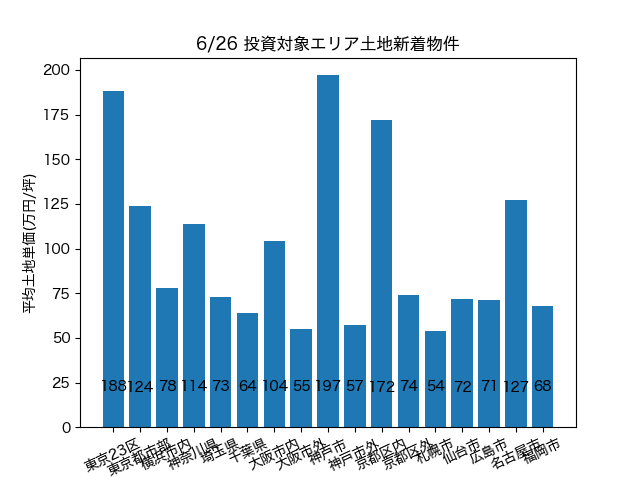 6/26 投資対象エリア土地新着物件
平均土地単価(万円/坪)
200
175
150
125
100
75
50
25
0
188 124 78 114 73 64 104 55 197 57 172 74 54 72 71 127 68
東京23区 東京都市部 横浜市内 神奈川県 埼玉県 千葉県 大阪市内 大阪市外 神戸市 神戸市外 京都区内 京都区外 札幌市 仙台市 広島市 名古屋市 福岡市